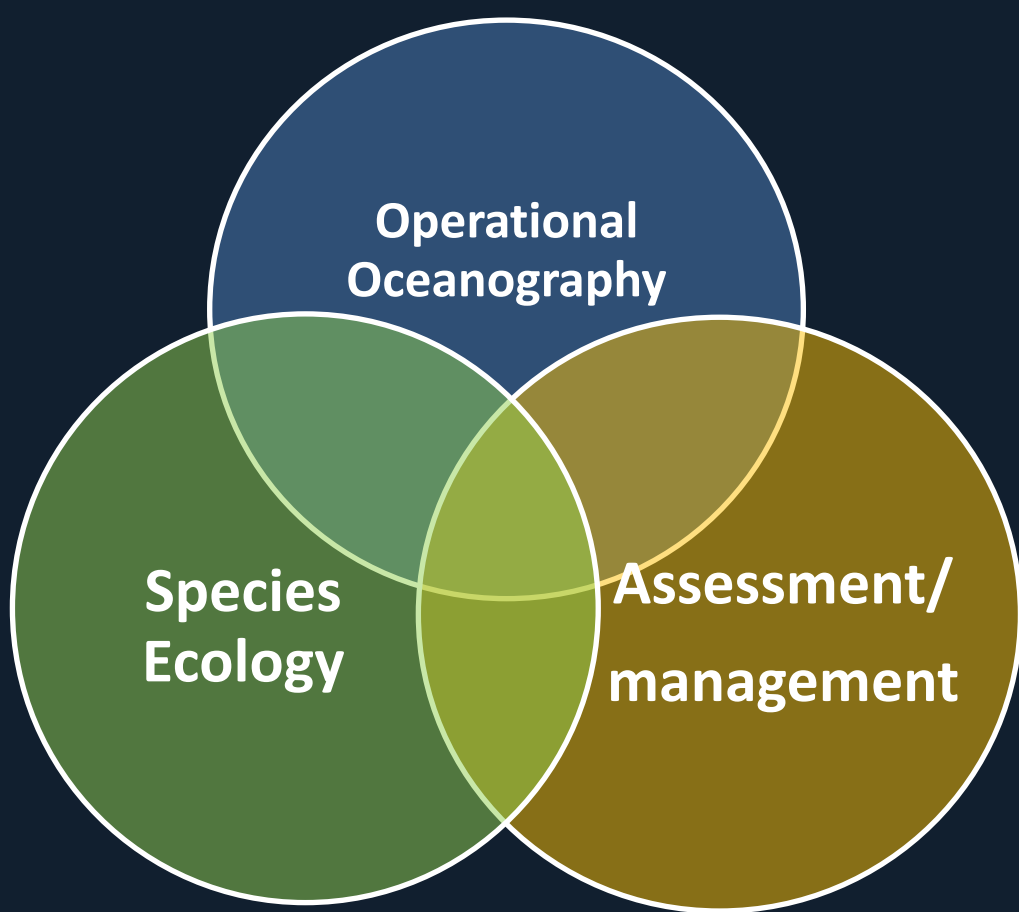 Operational
Oceanography
Species
Ecology
Assessment/
management